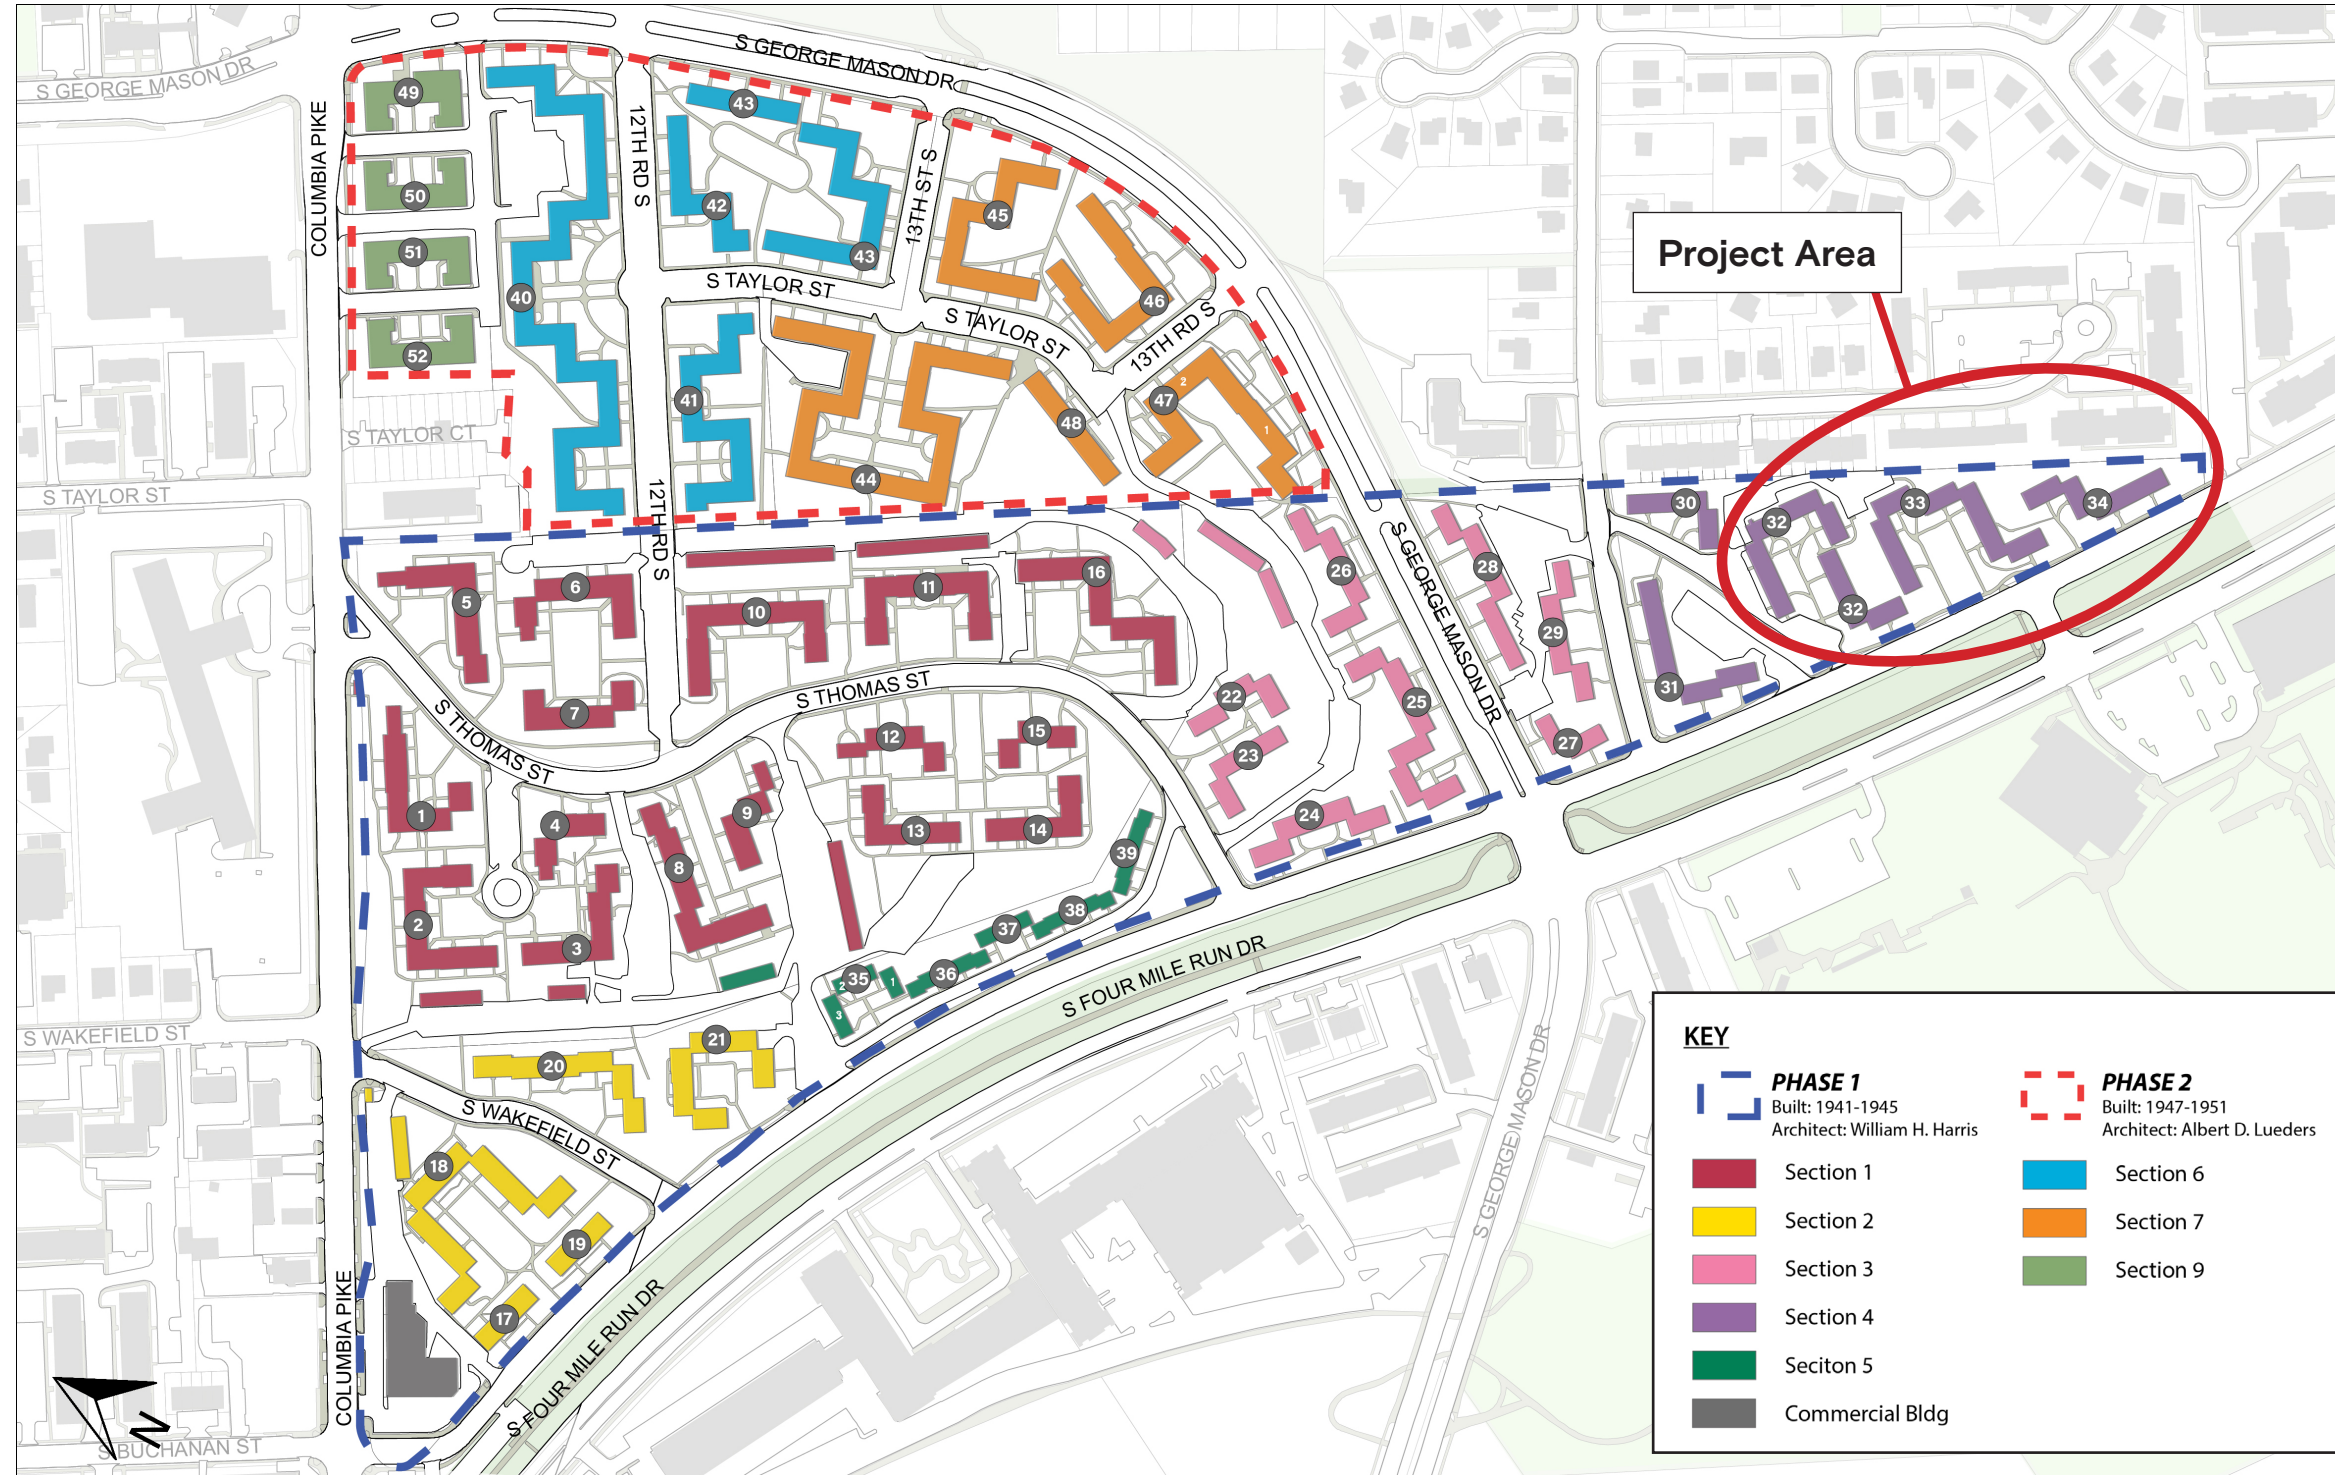 S GEORGE MASON DR
S GEORGE MASON DR
COLUMBIA PIKE
12TH RD S
13TH ST S
49
43
50
42
45
51
43
40
46
52
S TAYLOR ST
S TAYLOR ST
13TH RD S
Project Area
S TAYLOR CT
41
47
2
1
48
44
S TAYLOR ST
12TH RD S
30
32
33
34
5
6
10
11
16
26
S GEORGE MASON DR
28
29
32
31
27
7
S THOMAS ST
S THOMAS ST
22
25
23
24
12
15
1
4
9
13
14
8
39
2
3
38
37
36
35
2
1
3
S FOUR MILE RUN DR
S WAKEFIELD ST
20
21
S WAKEFIELD ST
18
19
17
COLUMBIA PIKE
S FOUR MILE RUN DR
S GEORGE MASON DR
S BUCHANAN ST
N
KEY
PHASE 1
Built: 1941-1945
Architect: William H. Harris
Section 1
Section 2
Section 3
Section 4
Seciton 5
Commercial Bldg
PHASE 2
Built: 1947-1951
Architect: Albert D. Lueders
Section 6
Section 7
Section 9